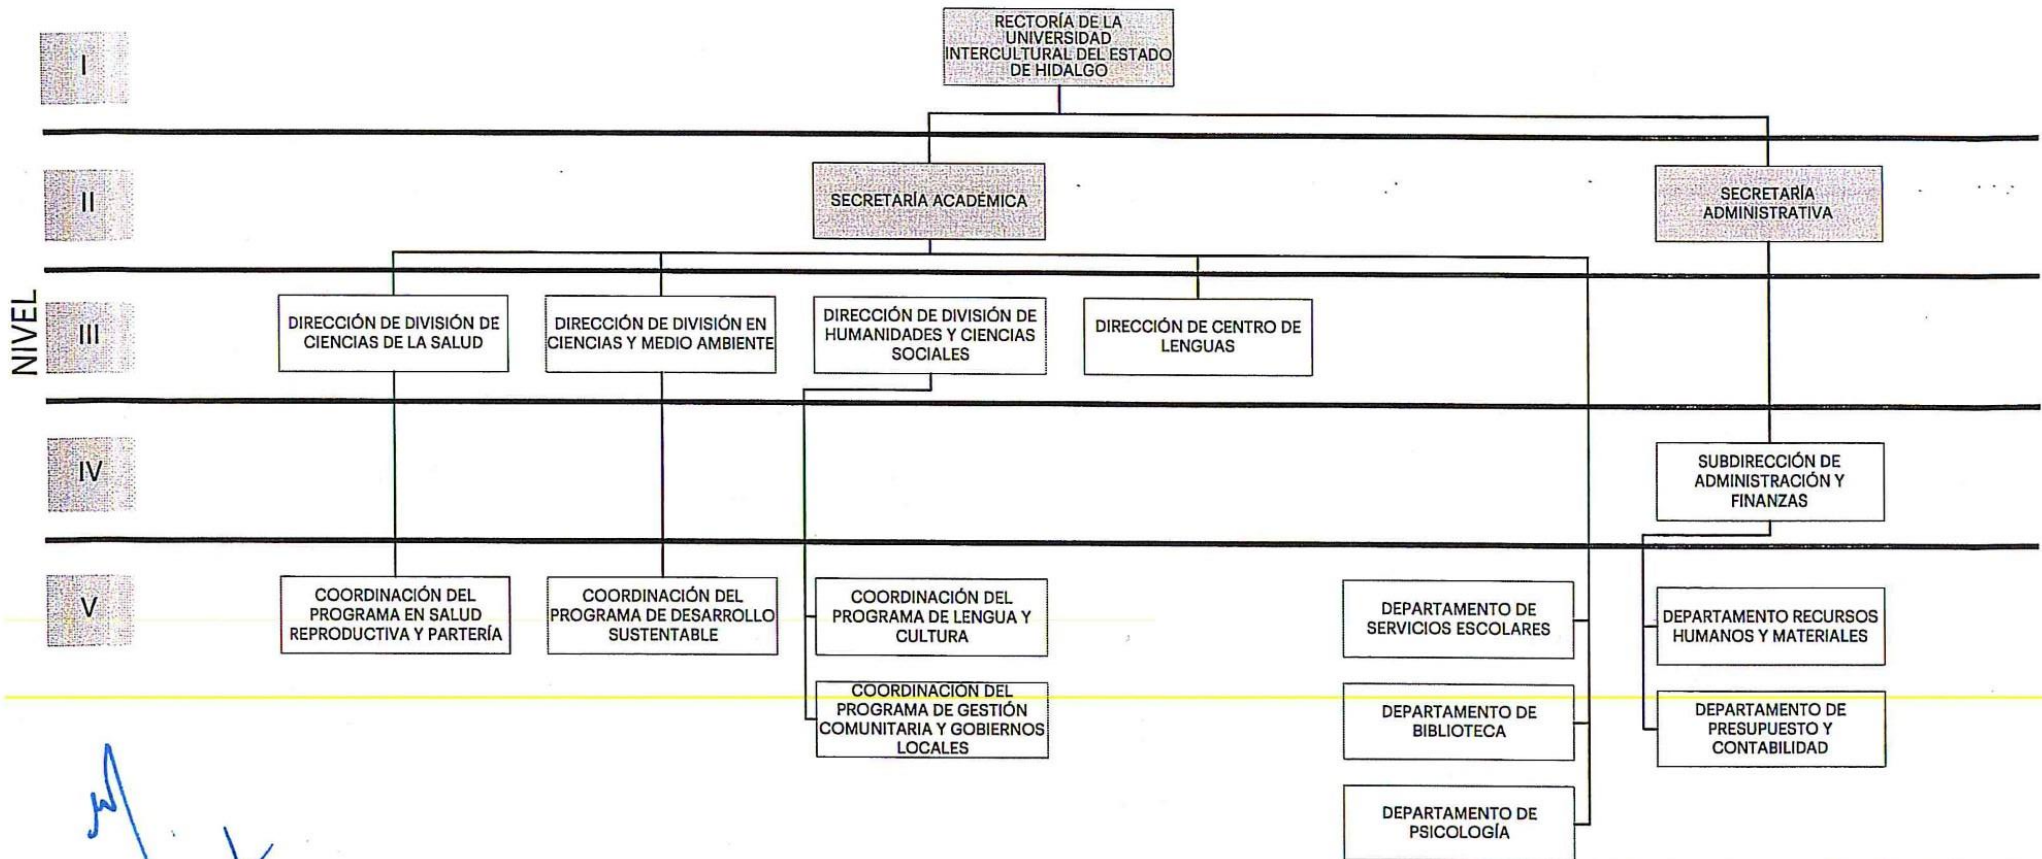 RECTORÍA DE LA
UNIVERSIDAD
INTERCULTURAL DEL ESTADO
DE HIDALGO
I
II
SECRETARÍA ACADÉMICA
SECRETARÍA
ADMINISTRATIVA
NIVEL
III
DIRECCIÓN DE DIVISIÓN DE
CIENCIAS DE LA SALUD
DIRECCIÓN DE DIVISIÓN EN
CIENCIAS Y MEDIO AMBIENTE
DIRECCIÓN DE DIVISIÓN DE
HUMANIDADES Y CIENCIAS
SOCIALES
DIRECCIÓN DE CENTRO DE
LENGUAS
IV
SUBDIRECCIÓN DE
ADMINISTRACIÓN Y
FINANZAS
V
COORDINACIÓN DEL
PROGRAMA EN SALUD
REPRODUCTIVA Y PARTERÍA
COORDINACIÓN DEL
PROGRAMA DE DESARROLLO
SUSTENTABLE
COORDINACIÓN DEL
PROGRAMA DE LENGUA Y
CULTURA
DEPARTAMENTO DE
SERVICIOS ESCOLARES
DEPARTAMENTO RECURSOS
HUMANOS Y MATERIALES
COORDINACIÓN DEL
PROGRAMA DE GESTIÓN
COMUNITARIA Y GOBIERNOS
LOCALES
DEPARTAMENTO DE
BIBLIOTECA
DEPARTAMENTO DE
PRESUPUESTO Y
CONTABILIDAD
DEPARTAMENTO DE
PSICOLOGÍA